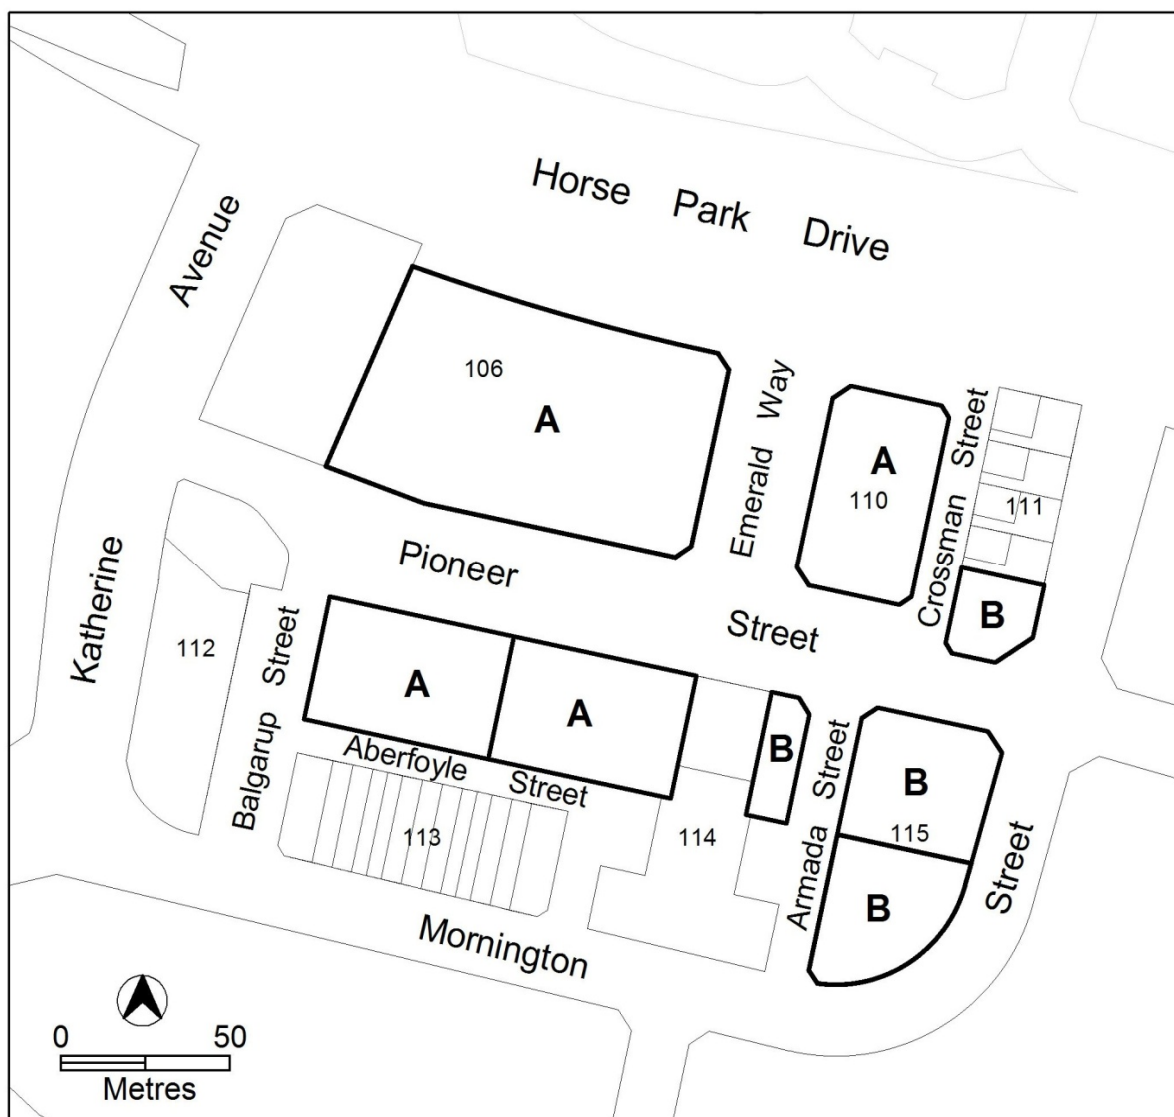 Horse Park Drive
Avenue
106
A
Emerald Way
A
110
Crossman Street
111
B
Katherine
Pioneer Street
112
Balgarup Street
A
A
Aberfoyle Street
113
114
B
Armada Street
B
115
B
Mornington Street
0 50
Metres